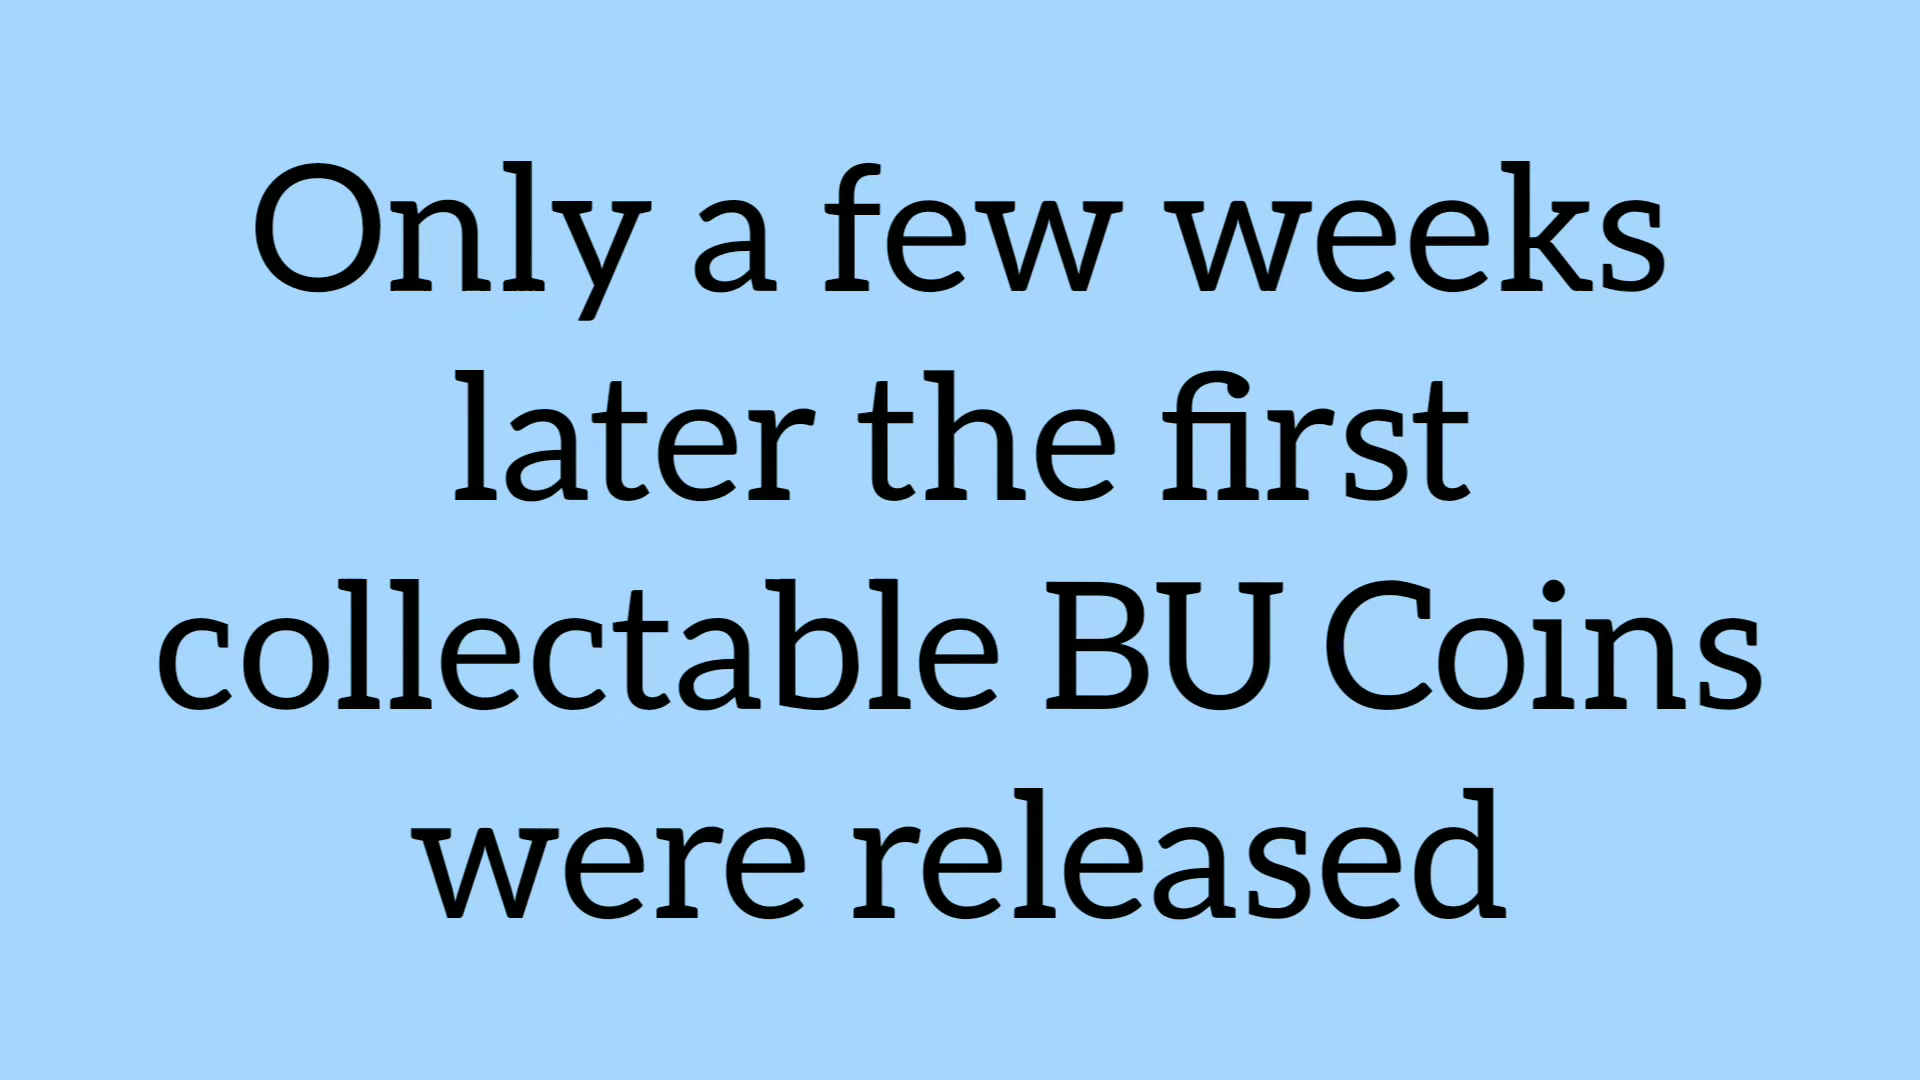 Only a few weeks
later the first
collectable BU Coins
were released